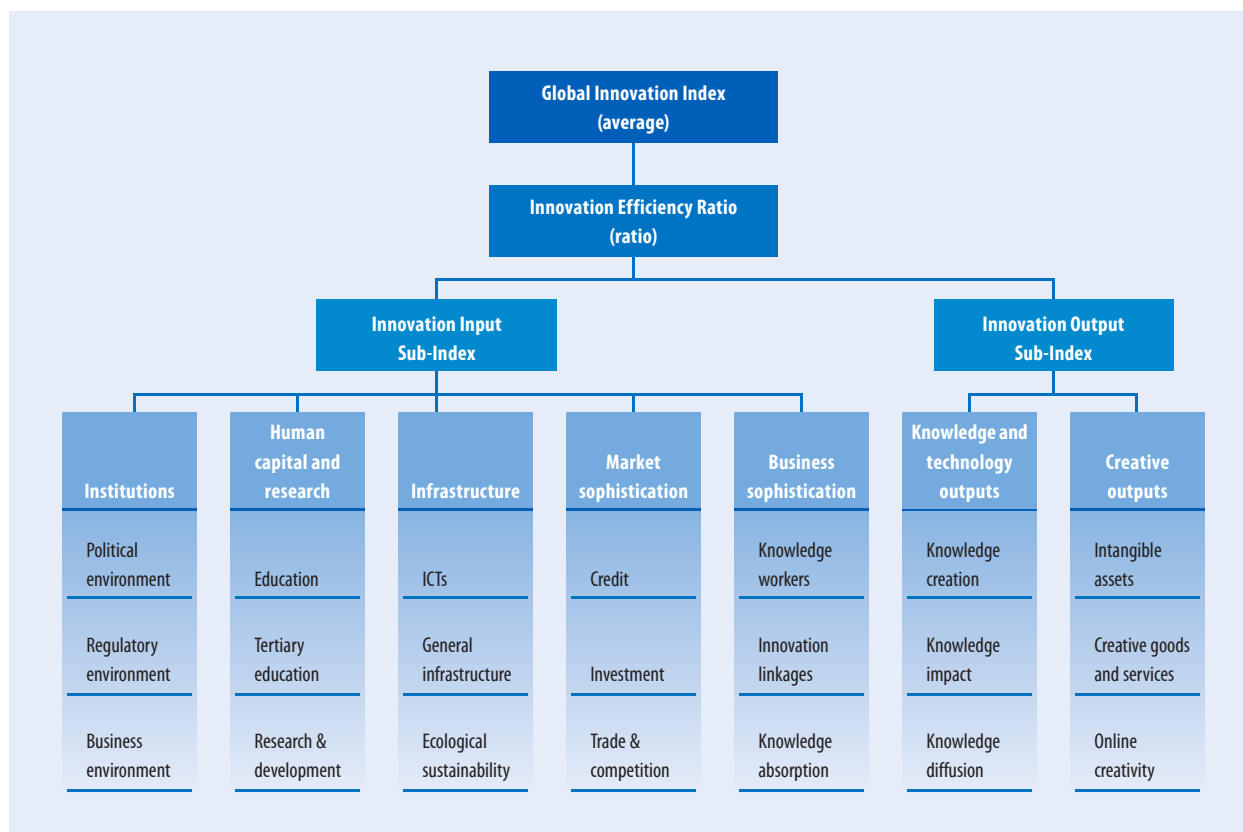 Global Innovation Index
(average)
Innovation Efficiency Ratio
(ratio)
Innovation Input
Sub-Index
Innovation Output
Sub-Index
Institutions
Human
capital and
research
Infrastructure
Market
sophistication
Business
sophistication
Knowledge and
technology
outputs
Creative
outputs
Political
environment
Education
ICTs
Credit
Knowledge
workers
Knowledge
creation
Intangible
assets
Regulatory
environment
Tertiary
education
General
infrastructure
Investment
Innovation
linkages
Knowledge
impact
Creative goods
and services
Business
environment
Research &
development
Ecological
sustainability
Trade &
competition
Knowledge
absorption
Knowledge
diffusion
Online
creativity